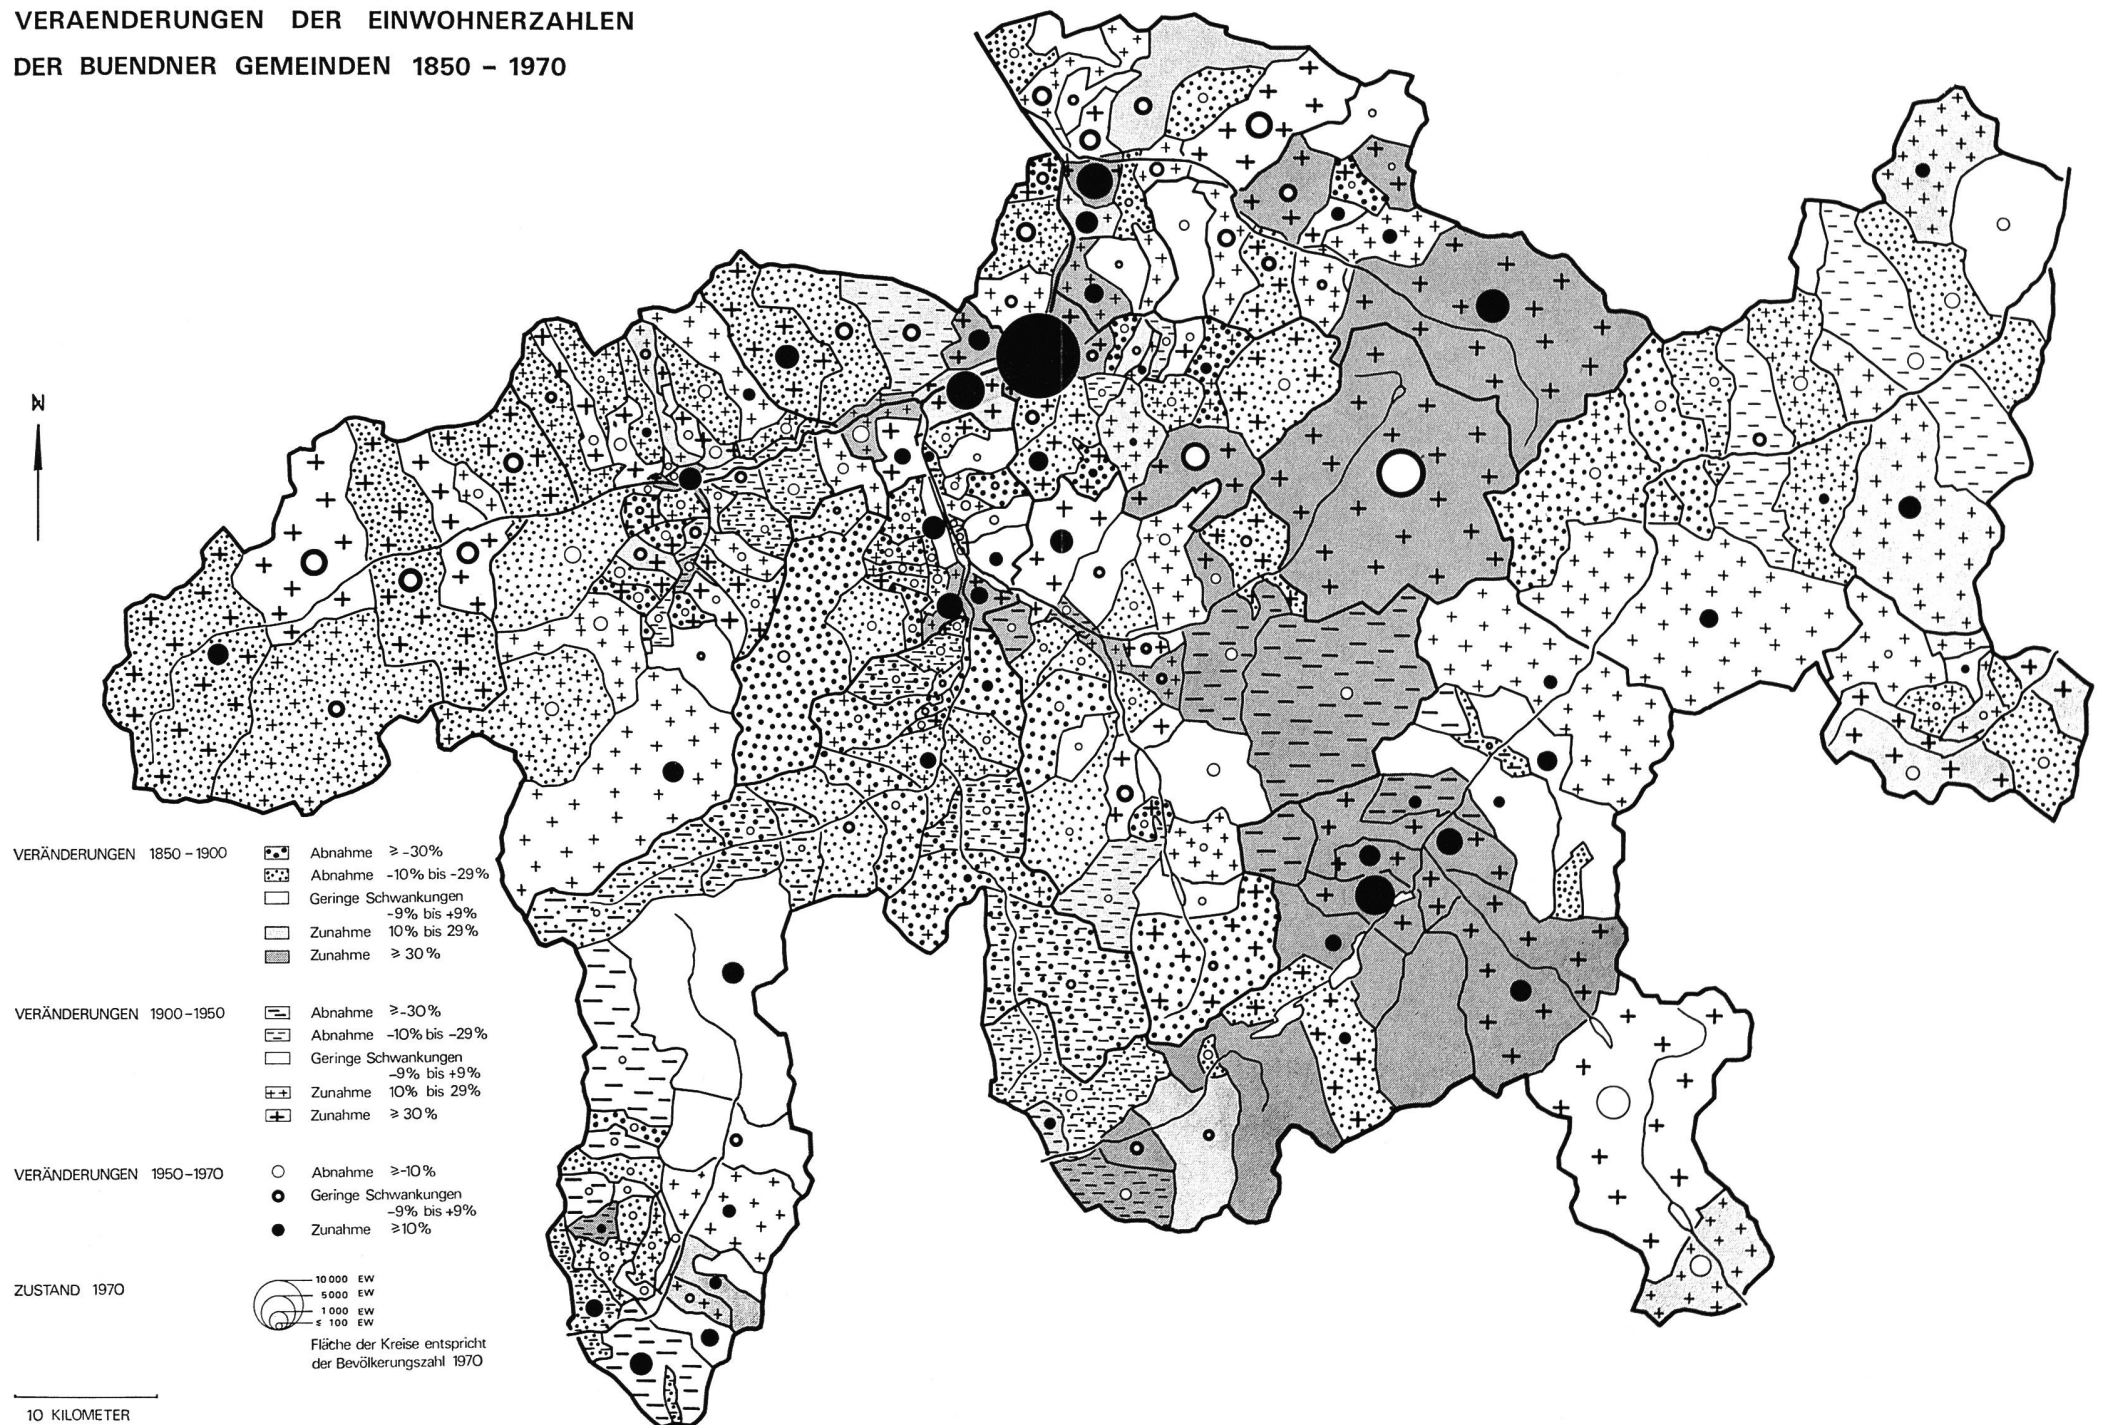 VERAENDERUNGEN DER EINWOHNERZAHLEN
DER BUENDNER GEMEINDEN 1850 – 1970
N
VERÄNDERUNGEN 1850–1900
Abnahme ≥ -30%
Abnahme -10% bis -29%
Geringe Schwankungen
-9% bis +9%
Zunahme 10% bis 29%
Zunahme ≥ 30%
VERÄNDERUNGEN 1900–1950
Abnahme ≥-30%
Abnahme -10% bis -29%
Geringe Schwankungen
-9% bis +9%
Zunahme 10% bis 29%
Zunahme ≥ 30%
VERÄNDERUNGEN 1950–1970
Abnahme ≥-10%
Geringe Schwankungen
-9% bis +9%
Zunahme ≥10%
ZUSTAND 1970
10 000 EW
5000 EW
1 000 EW
≤ 100 EW
Fläche der Kreise entspricht
der Bevölkerungszahl 1970
10 KILOMETER